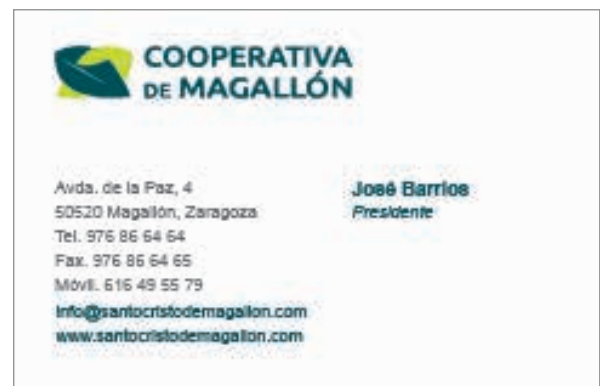 COOPERATIVA
DE MAGALLÓN
Avda. de la Paz, 4
50520 Magallón, Zaragoza
Tel. 976 86 64 64
Fax. 976 86 64 65
Móvil. 616 49 55 79
info@santocristodemagallon.com
www.santocristodemagallon.com
José Barrios
Presidente